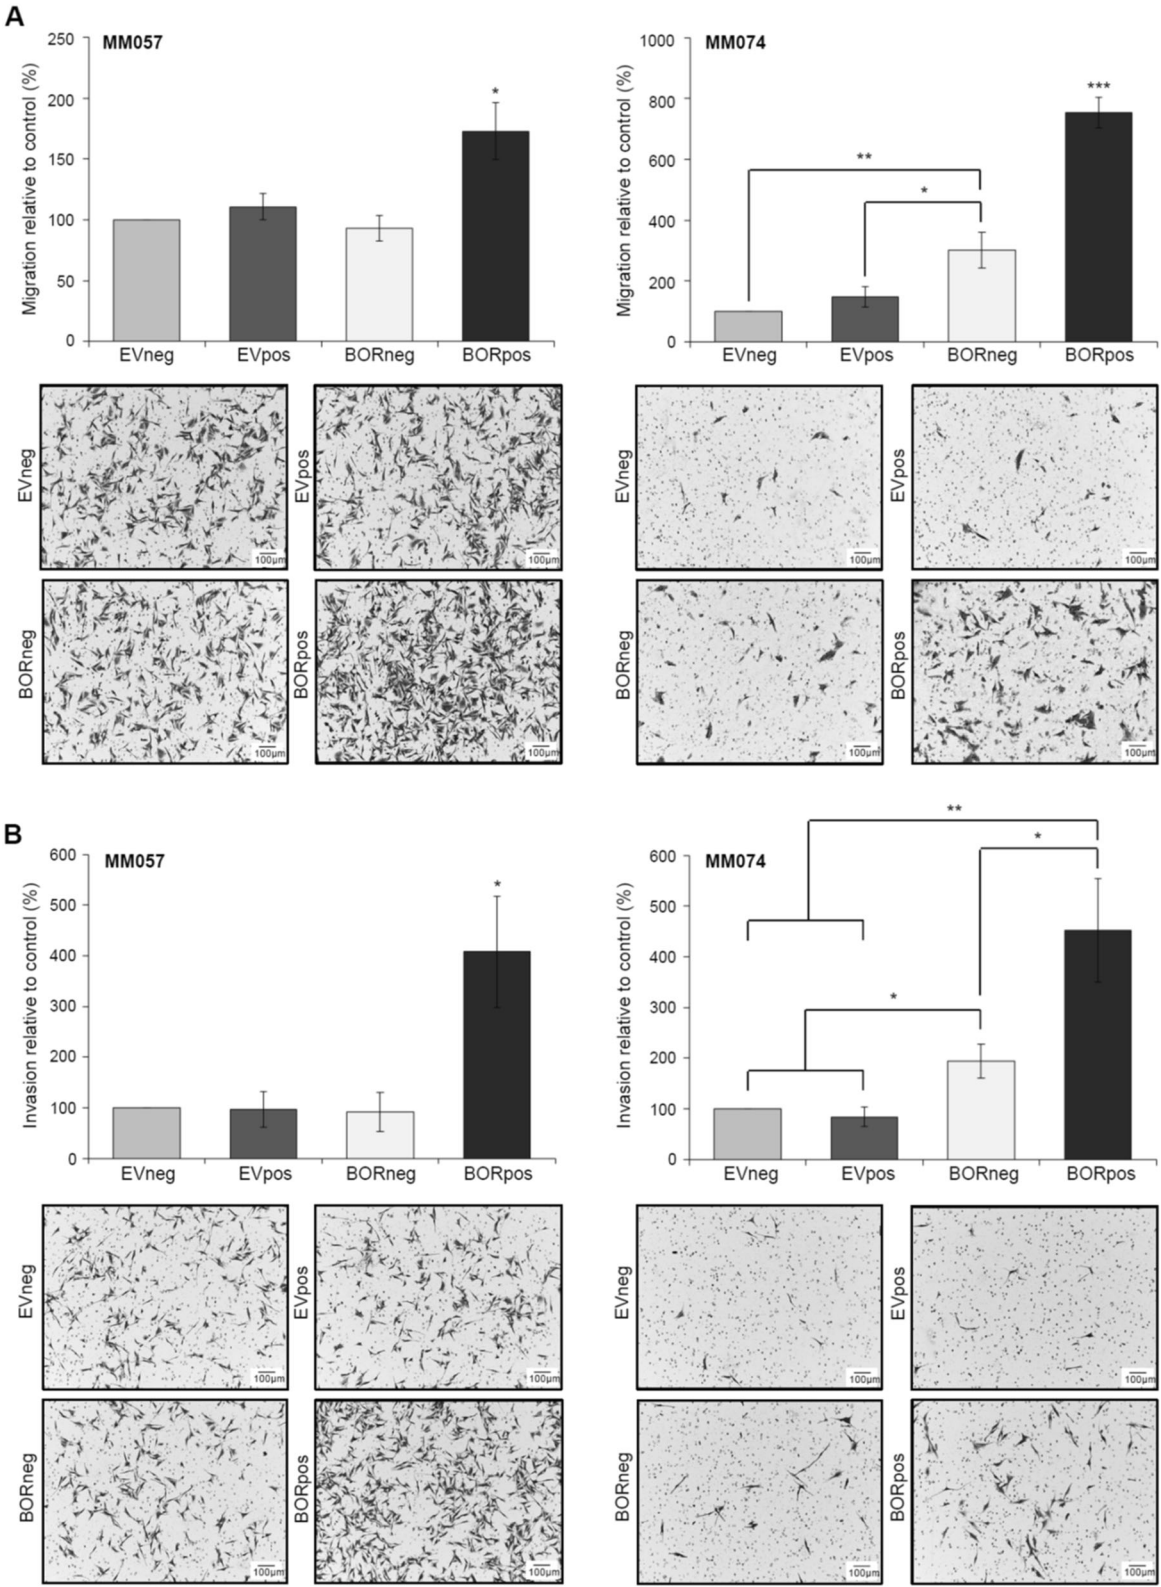 A
MM057
Migration relative to control (%)
250
200
150
100
50
0
*
EVneg EVpos BORneg BORpos
MM074
Migration relative to control (%)
1000
800
600
400
200
0
**
*
***
EVneg EVpos BORneg BORpos
EVneg
100µm
EVpos
100µm
EVneg
100µm
EVpos
100µm
BORneg
100µm
BORpos
100µm
BORneg
100µm
BORpos
100µm
B
MM057
Invasion relative to control (%)
600
500
400
300
200
100
0
*
EVneg EVpos BORneg BORpos
MM074
Invasion relative to control (%)
600
500
400
300
200
100
0
**
*
*
EVneg EVpos BORneg BORpos
EVneg
100µm
EVpos
100µm
EVneg
100µm
EVpos
100µm
BORneg
100µm
BORpos
100µm
BORneg
100µm
BORpos
100µm